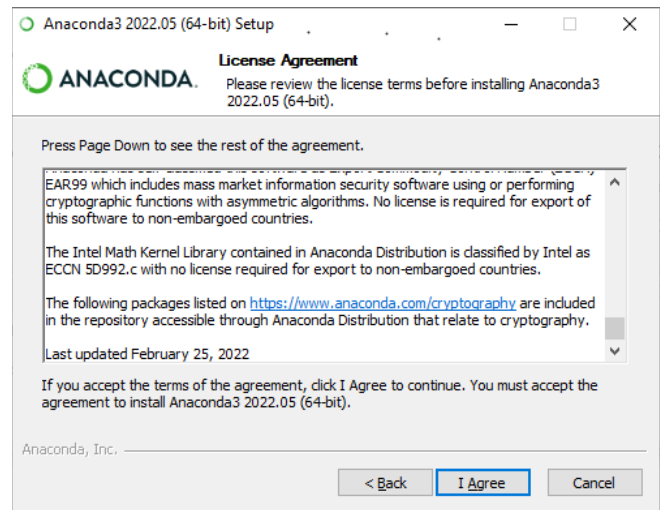 Anaconda3 2022.05 (64-bit) Setup
ANACONDA.
License Agreement
Please review the license terms before installing Anaconda3
2022.05 (64-bit).
Press Page Down to see the rest of the agreement.
EAR99 which includes mass market information security software using or performing
cryptographic functions with asymmetric algorithms. No license is required for export of
this software to non-embargoed countries.
The Intel Math Kernel Library contained in Anaconda Distribution is classified by Intel as
ECCN 5D992.c with no license required for export to non-embargoed countries.
The following packages listed on https://www.anaconda.com/cryptography are included
in the repository accessible through Anaconda Distribution that relate to cryptography.
Last updated February 25, 2022
If you accept the terms of the agreement, click I Agree to continue. You must accept the
agreement to install Anaconda3 2022.05 (64-bit).
Anaconda, Inc.
< Back
I Agree
Cancel